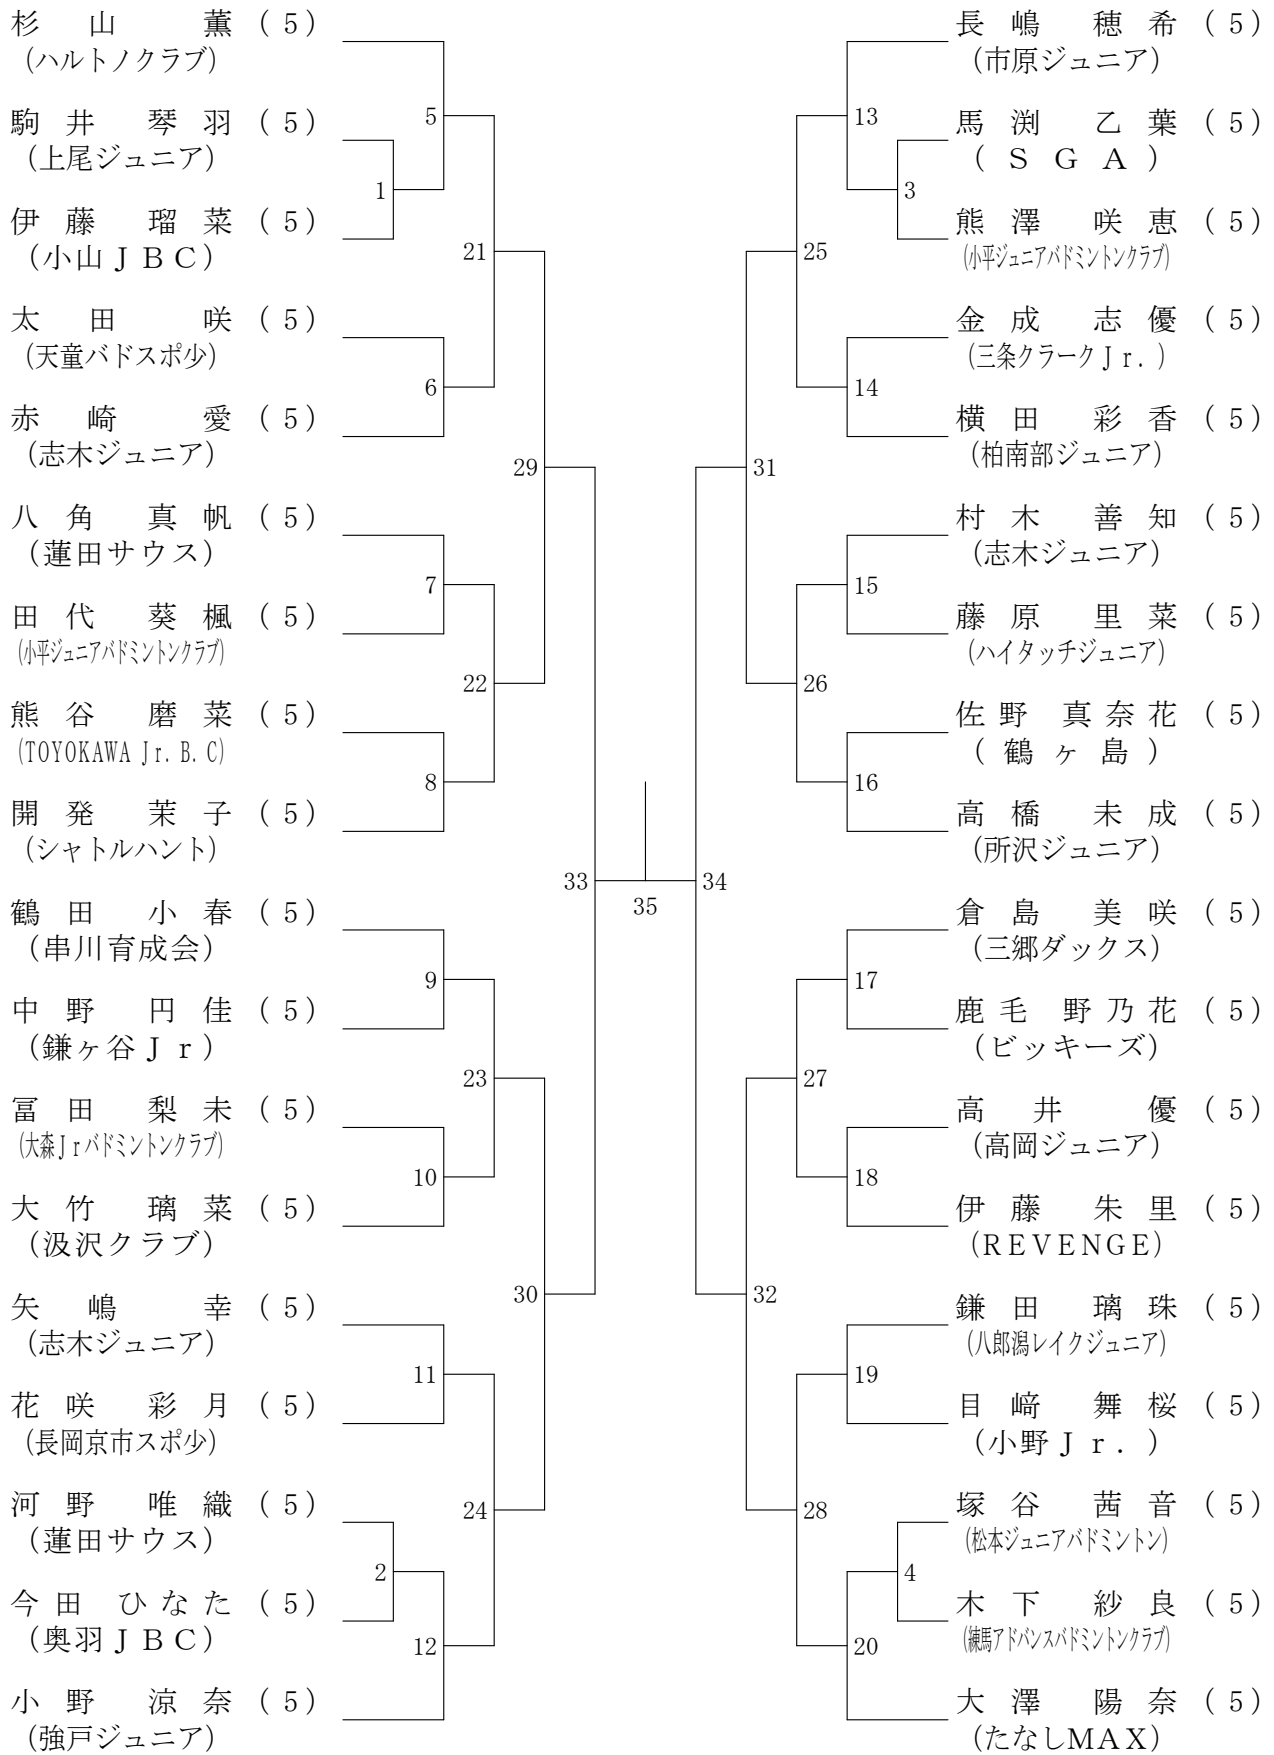 杉山 薫 (5)
(ハルトノクラブ)
駒井 琴羽 (5)
(上尾ジュニア)
伊藤 瑠菜 (5)
(小山JBC)
太田 咲 (5)
(天童バドスポ少)
赤崎 愛 (5)
(志木ジュニア)
八角 真帆 (5)
(蓮田サウス)
田代 葵楓 (5)
(小平ジュニアバドミントンクラブ)
熊谷 磨菜 (5)
(TOYOKAWA Jr.B.C)
開発 茉子 (5)
(シャトルハント)
鶴田 小春 (5)
(串川育成会)
中野 円佳 (5)
(鎌ヶ谷Jr)
冨田 梨未 (5)
(大森Jrバドミントンクラブ)
大竹 璃菜 (5)
(汲沢クラブ)
矢嶋 幸 (5)
(志木ジュニア)
花咲 彩月 (5)
(長岡京市スポ少)
河野 唯織 (5)
(蓮田サウス)
今田 ひなた (5)
(奥羽JBC)
小野 涼奈 (5)
(強戸ジュニア)
5
1
21
6
29
7
22
8
33
9
23
10
30
11
24
2
12
35
13
3
25
14
31
15
26
16
34
17
27
18
32
19
28
4
20
長嶋 穂希 (5)
(市原ジュニア)
馬渕 乙葉 (5)
(SGA)
熊澤 咲恵 (5)
(小平ジュニアバドミントンクラブ)
金成 志優 (5)
(三条クラークJr.)
横田 彩香 (5)
(柏南部ジュニア)
村木 善知 (5)
(志木ジュニア)
藤原 里菜 (5)
(ハイタッチジュニア)
佐野 真奈花 (5)
(鶴ヶ島)
高橋 未成 (5)
(所沢ジュニア)
倉島 美咲 (5)
(三郷ダックス)
鹿毛 野乃花 (5)
(ビッキーズ)
高井 優 (5)
(高岡ジュニア)
伊藤 朱里 (5)
(REVENGE)
鎌田 璃珠 (5)
(八郎潟レイクジュニア)
目﨑 舞桜 (5)
(小野Jr.)
塚谷 茜音 (5)
(松本ジュニアバドミントン)
木下 紗良 (5)
(練馬アドバンスバドミントンクラブ)
大澤 陽奈 (5)
(たなしMAX)